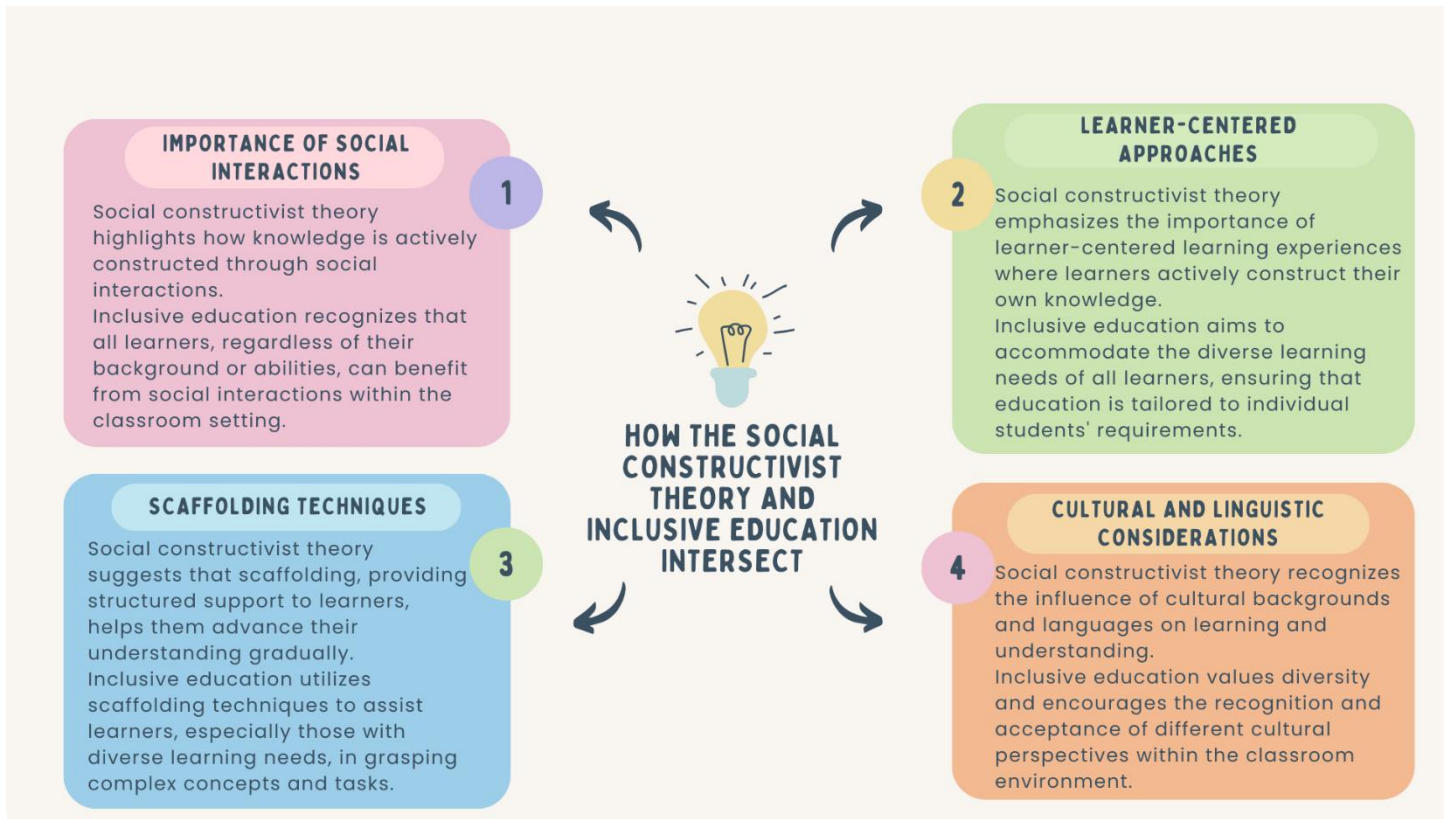 IMPORTANCE OF SOCIAL
INTERACTIONS
1
Social constructivist theory
highlights how knowledge is actively
constructed through social
interactions.
Inclusive education recognizes that
all learners, regardless of their
background or abilities, can benefit
from social interactions within the
classroom setting.
LEARNER-CENTERED
APPROACHES
2
Social constructivist theory
emphasizes the importance of
learner-centered learning experiences
where learners actively construct their
own knowledge.
Inclusive education aims to
accommodate the diverse learning
needs of all learners, ensuring that
education is tailored to individual
students' requirements.
HOW THE SOCIAL
CONSTRUCTIVIST
THEORY AND
INCLUSIVE EDUCATION
INTERSECT
SCAFFOLDING TECHNIQUES
3
Social constructivist theory
suggests that scaffolding, providing
structured support to learners,
helps them advance their
understanding gradually.
Inclusive education utilizes
scaffolding techniques to assist
learners, especially those with
diverse learning needs, in grasping
complex concepts and tasks.
CULTURAL AND LINGUISTIC
CONSIDERATIONS
4
Social constructivist theory recognizes
the influence of cultural backgrounds
and languages on learning and
understanding.
Inclusive education values diversity
and encourages the recognition and
acceptance of different cultural
perspectives within the classroom
environment.